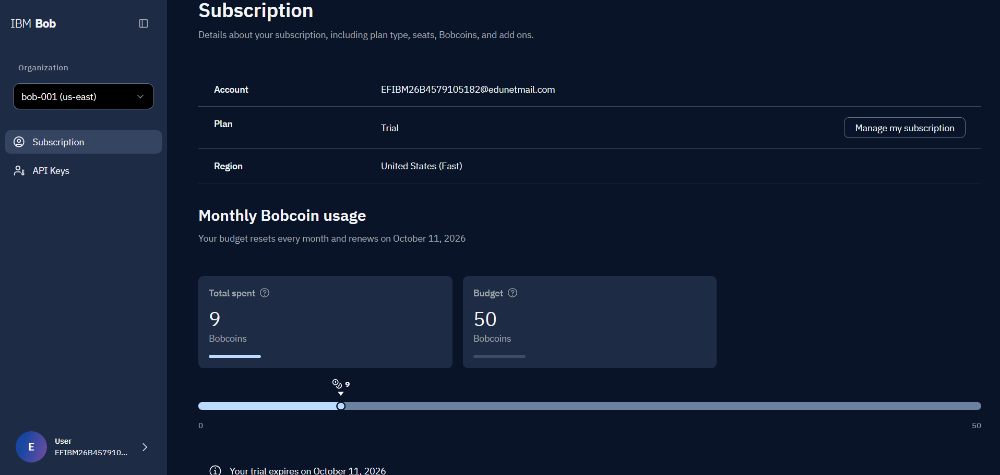 IBM Bob
Organization
bob-001 (us-east)
Subscription
API Keys
E
User
EFIBM26B457910...
Subscription
Details about your subscription, including plan type, seats, Bobcoins, and add ons.
Account
EFIBM26B4579105182@edunetmail.com
Plan
Trial
Manage my subscription
Region
United States (East)
Monthly Bobcoin usage
Your budget resets every month and renews on October 11, 2026
Total spent
9
Bobcoins
Budget
50
Bobcoins
9
0
50
Your trial expires on October 11, 2026